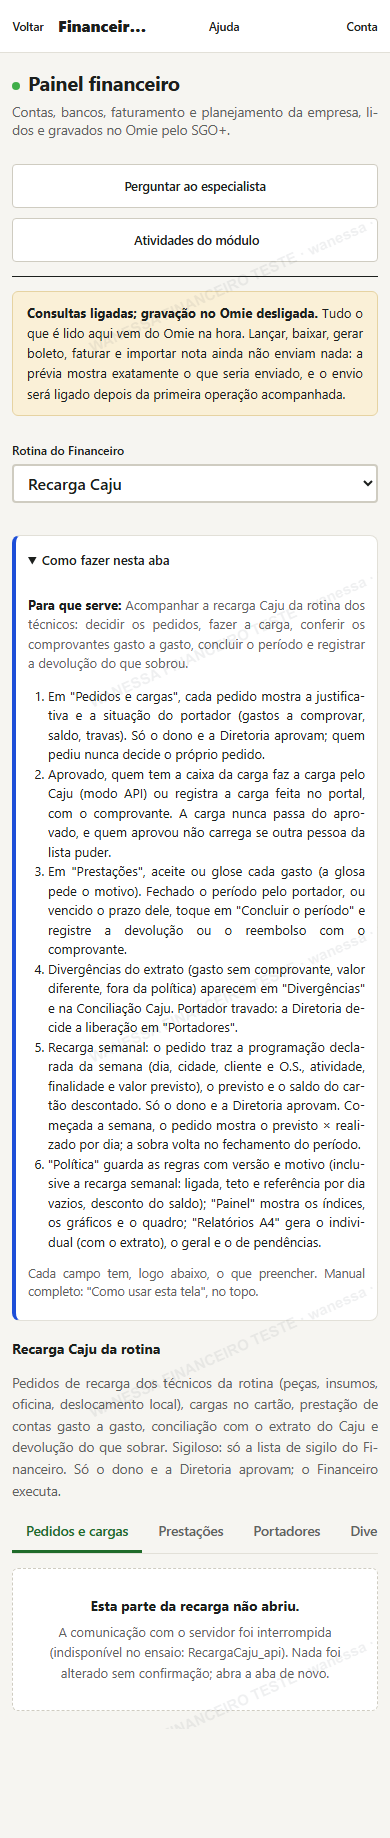 Voltar Financeir... Ajuda Conta
Painel financeiro
Contas, bancos, faturamento e planejamento da empresa, li-
dos e gravados no Omie pelo SGO+.
Perguntar ao especialista
Atividades do módulo
Consultas ligadas; gravação no Omie desligada. Tudo o
que é lido aqui vem do Omie na hora. Lançar, baixar, gerar
boleto, faturar e importar nota ainda não enviam nada: a
prévia mostra exatamente o que seria enviado, e o envio
será ligado depois da primeira operação acompanhada.
Rotina do Financeiro
Recarga Caju
▼ Como fazer nesta aba
Para que serve: Acompanhar a recarga Caju da rotina dos
técnicos: decidir os pedidos, fazer a carga, conferir os
comprovantes gasto a gasto, concluir o período e registrar
a devolução do que sobrou.
1. Em "Pedidos e cargas", cada pedido mostra a justifica-
tiva e a situação do portador (gastos a comprovar,
saldo, travas). Só o dono e a Diretoria aprovam; quem
pediu nunca decide o próprio pedido.
2. Aprovado, quem tem a caixa da carga faz a carga pelo
Caju (modo API) ou registra a carga feita no portal,
com o comprovante. A carga nunca passa do apro-
vado, e quem aprovou não carrega se outra pessoa da
lista puder.
3. Em "Prestações", aceite ou glose cada gasto (a glosa
pede o motivo). Fechado o período pelo portador, ou
vencido o prazo dele, toque em "Concluir o período" e
registre a devolução ou o reembolso com o
comprovante.
4. Divergências do extrato (gasto sem comprovante, valor
diferente, fora da política) aparecem em "Divergências"
e na Conciliação Caju. Portador travado: a Diretoria de-
cide a liberação em "Portadores".
5. Recarga semanal: o pedido traz a programação decla-
rada da semana (dia, cidade, cliente e O.S., atividade,
finalidade e valor previsto), o previsto e o saldo do car-
tão descontado. Só o dono e a Diretoria aprovam. Co-
meçada a semana, o pedido mostra o previsto × reali-
zado por dia; a sobra volta no fechamento do período.
6. "Política" guarda as regras com versão e motivo (inclu-
sive a recarga semanal: ligada, teto e referência por dia
vazios, desconto do saldo); "Painel" mostra os índices,
os gráficos e o quadro; "Relatórios A4" gera o indivi-
dual (com o extrato), o geral e o de pendências.
Cada campo tem, logo abaixo, o que preencher. Manual
completo: "Como usar esta tela", no topo.
Recarga Caju da rotina
Pedidos de recarga dos técnicos da rotina (peças, insumos,
oficina, deslocamento local), cargas no cartão, prestação de
contas gasto a gasto, conciliação com o extrato do Caju e
devolução do que sobrar. Sigiloso: só a lista de sigilo do Fi-
nanceiro. Só o dono e a Diretoria aprovam; o Financeiro
executa.
Pedidos e cargas Prestações Portadores Dive
Esta parte da recarga não abriu.
A comunicação com o servidor foi interrompida
(indisponível no ensaio: RecargaCaju_api). Nada foi
alterado sem confirmação; abra a aba de novo.